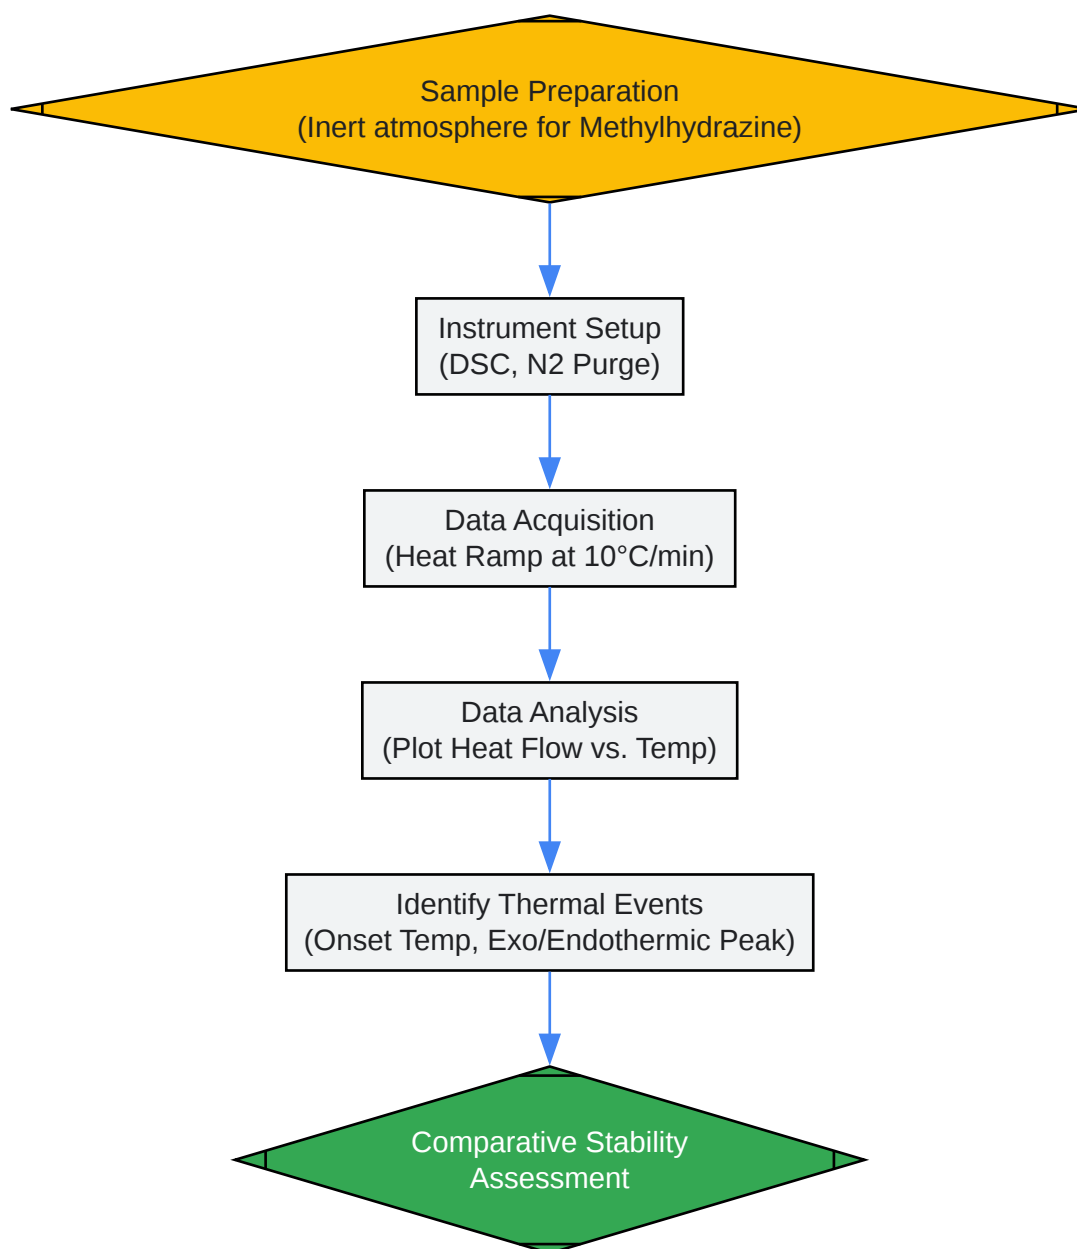 Sample Preparation
(Inert atmosphere for Methylhydrazine)
Instrument Setup
(DSC, N2 Purge)
Data Acquisition
(Heat Ramp at 10°C/min)
Data Analysis
(Plot Heat Flow vs. Temp)
Identify Thermal Events
(Onset Temp, Exo/Endothermic Peak)
Comparative Stability
Assessment